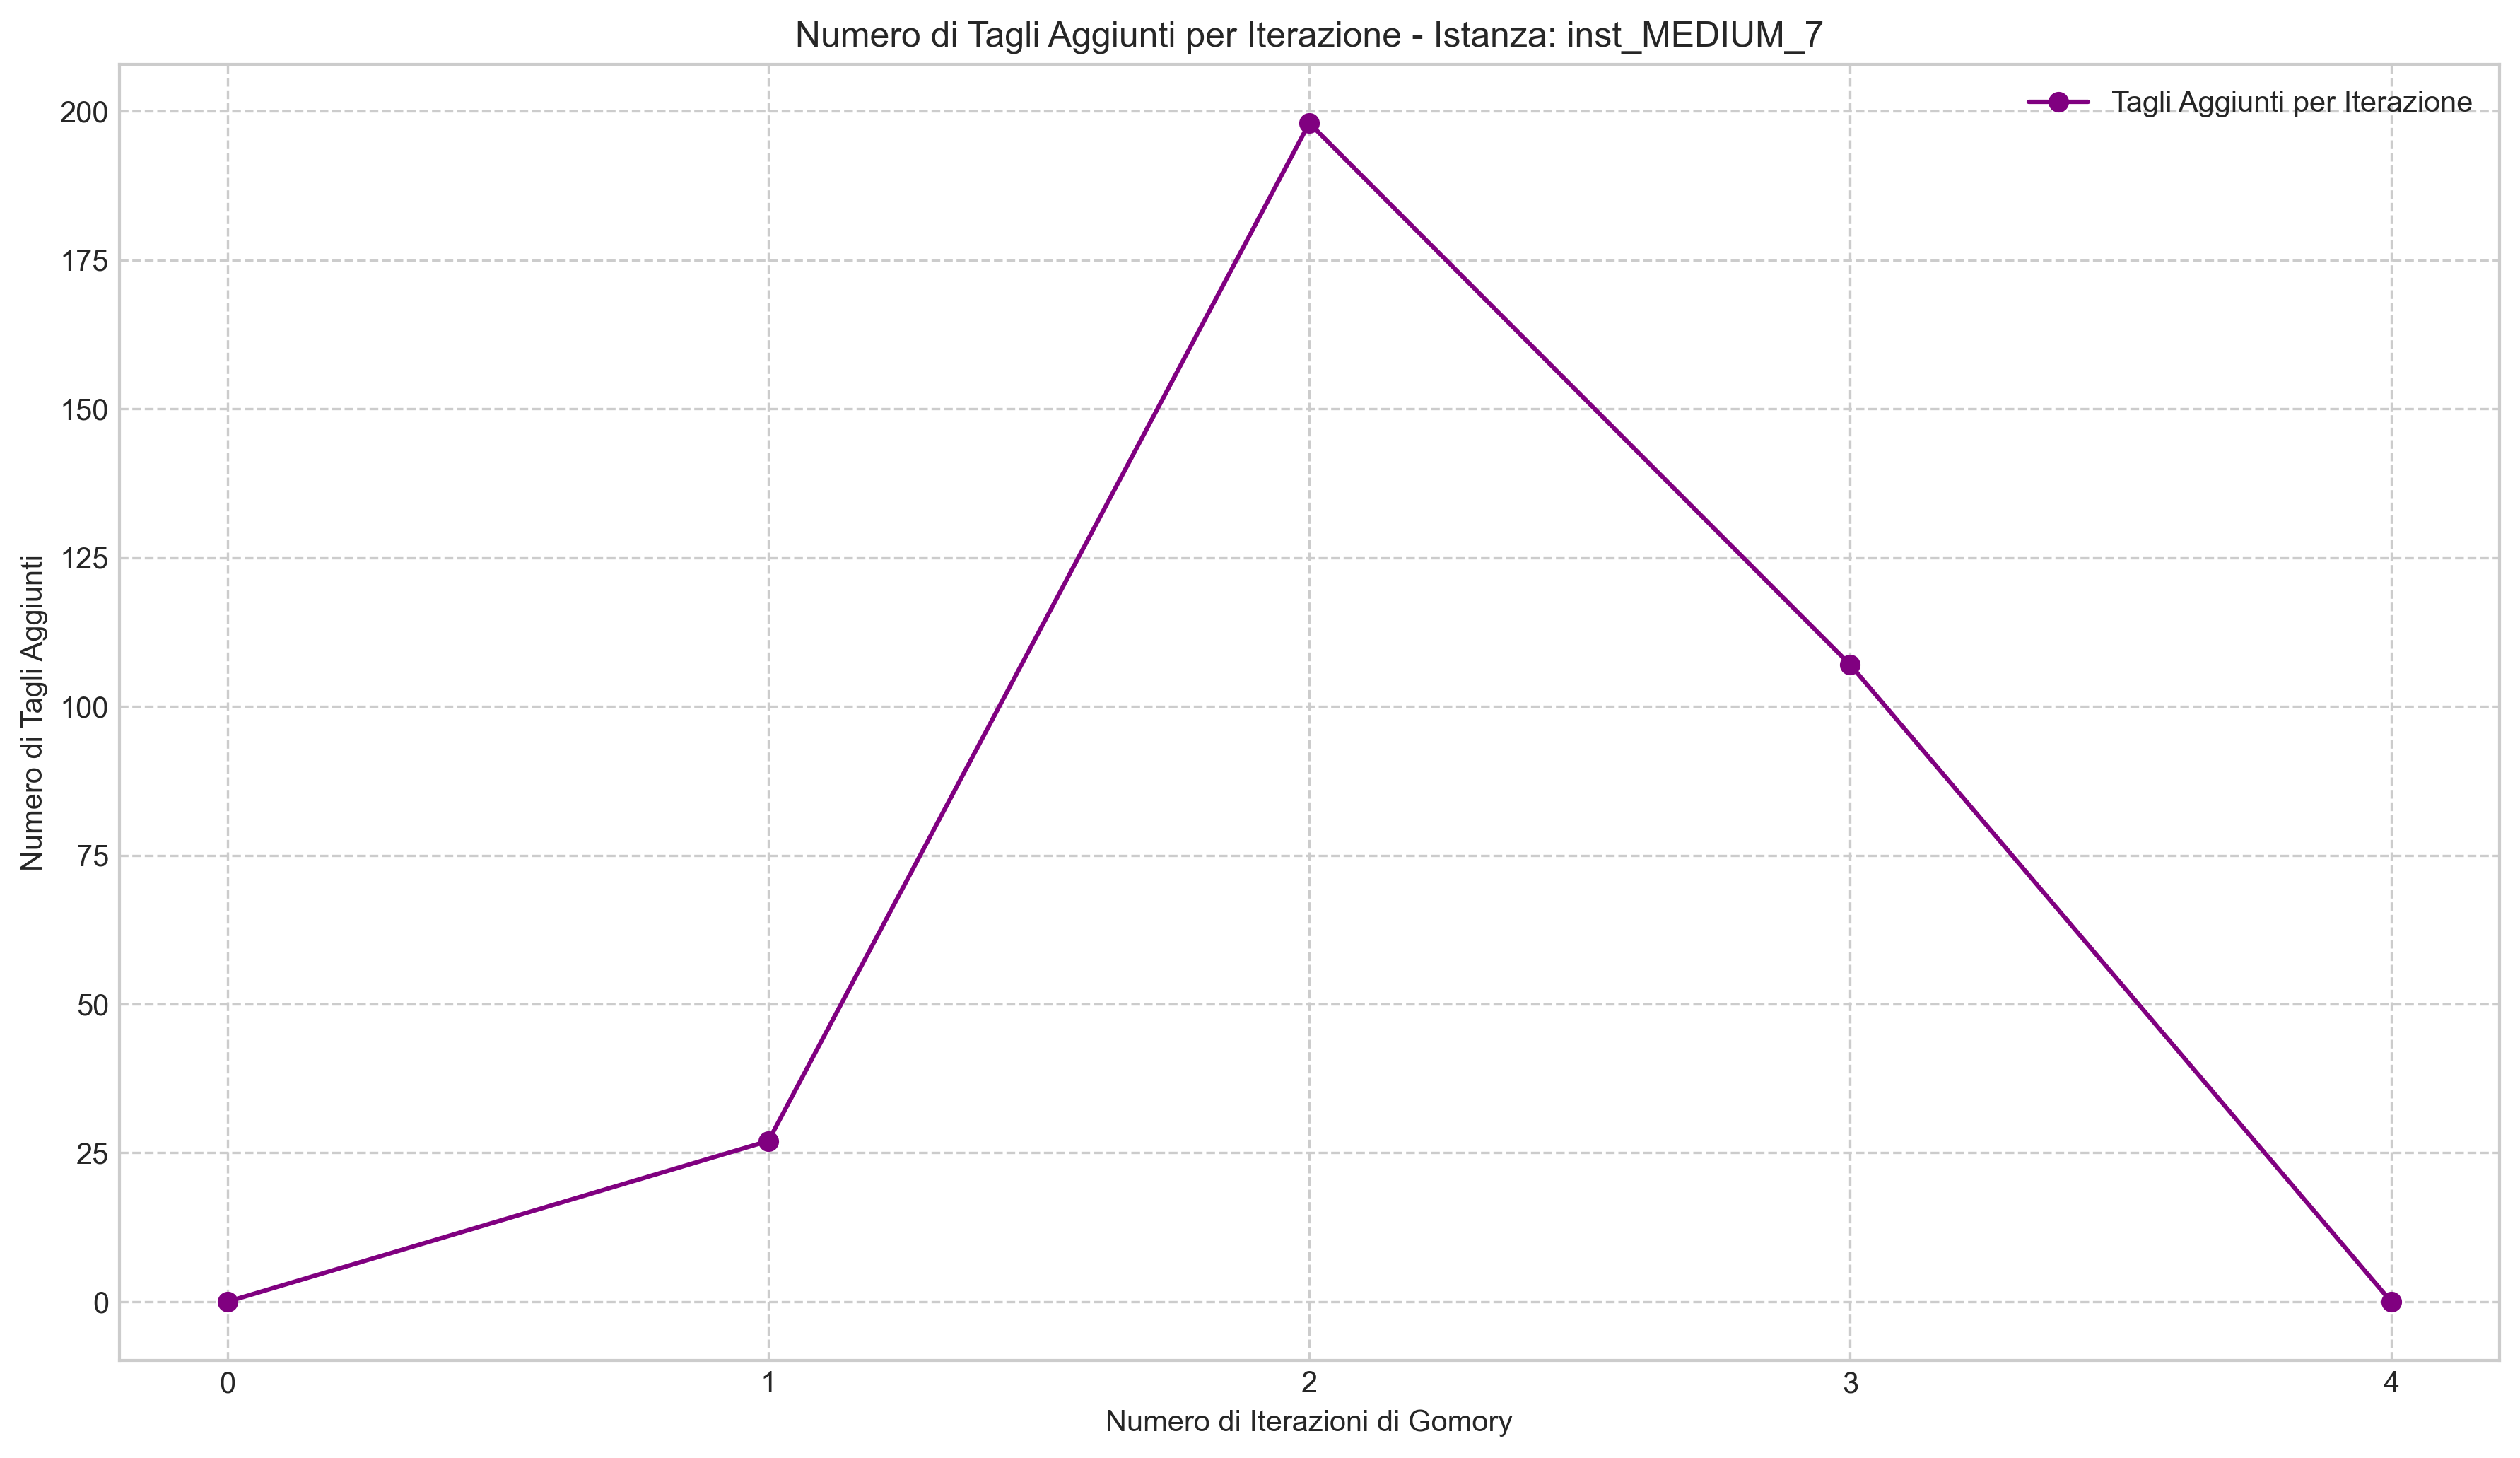 Numero di Tagli Aggiunti per Iterazione - Istanza: inst_MEDIUM_7
Tagli Aggiunti per Iterazione
Numero di Tagli Aggiunti
200
175
150
125
100
75
50
25
0
0 1 2 3 4
Numero di Iterazioni di Gomory